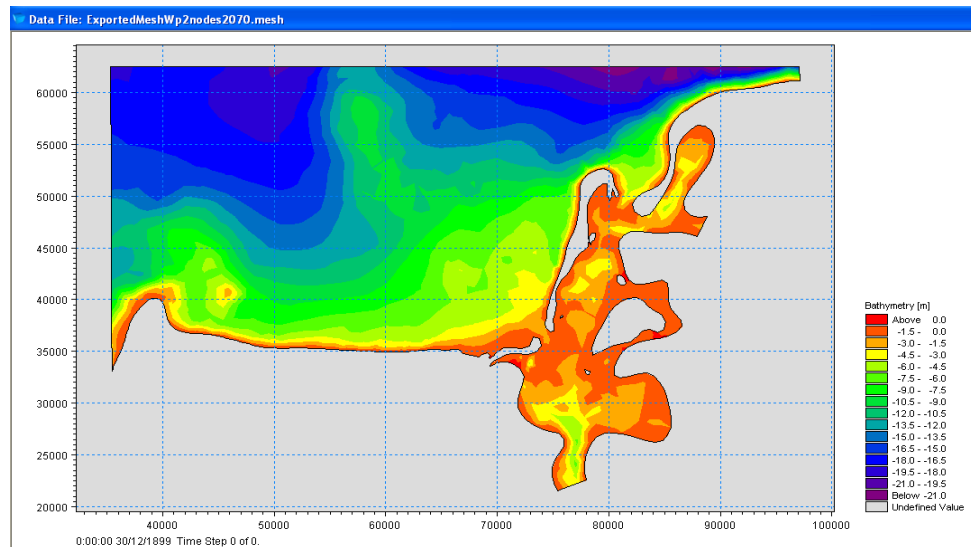 Data File: ExportedMeshWp2nodes2070.mesh
60000
55000
50000
45000
40000
35000
30000
25000
20000
40000 50000 60000 70000 80000 90000 100000
0:00:00 30/12/1899 Time Step 0 of 0.
Bathymetry [m]
Above 0.0
-1.5 - 0.0
-3.0 - -1.5
-4.5 - -3.0
-6.0 - -4.5
-7.5 - -6.0
-9.0 - -7.5
-10.5 - -9.0
-12.0 - -10.5
-13.5 - -12.0
-15.0 - -13.5
-16.5 - -15.0
-18.0 - -16.5
-19.5 - -18.0
-21.0 - -19.5
Below -21.0
Undefined Value